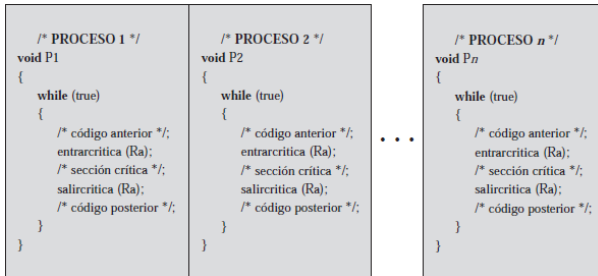 /* PROCESO 1 */
void P1
{
while (true)
{
/* código anterior */;
entrarcritica (Ra);
/* sección crítica */;
salircritica (Ra);
/* código posterior */;
}
}
/* PROCESO 2 */
void P2
{
while (true)
{
/* código anterior */;
entrarcritica (Ra);
/* sección crítica */;
salircritica (Ra);
/* código posterior */;
}
}
• • •
/* PROCESO n */
void Pn
{
while (true)
{
/* código anterior */;
entrarcritica (Ra);
/* sección crítica */;
salircritica (Ra);
/* código posterior */;
}
}